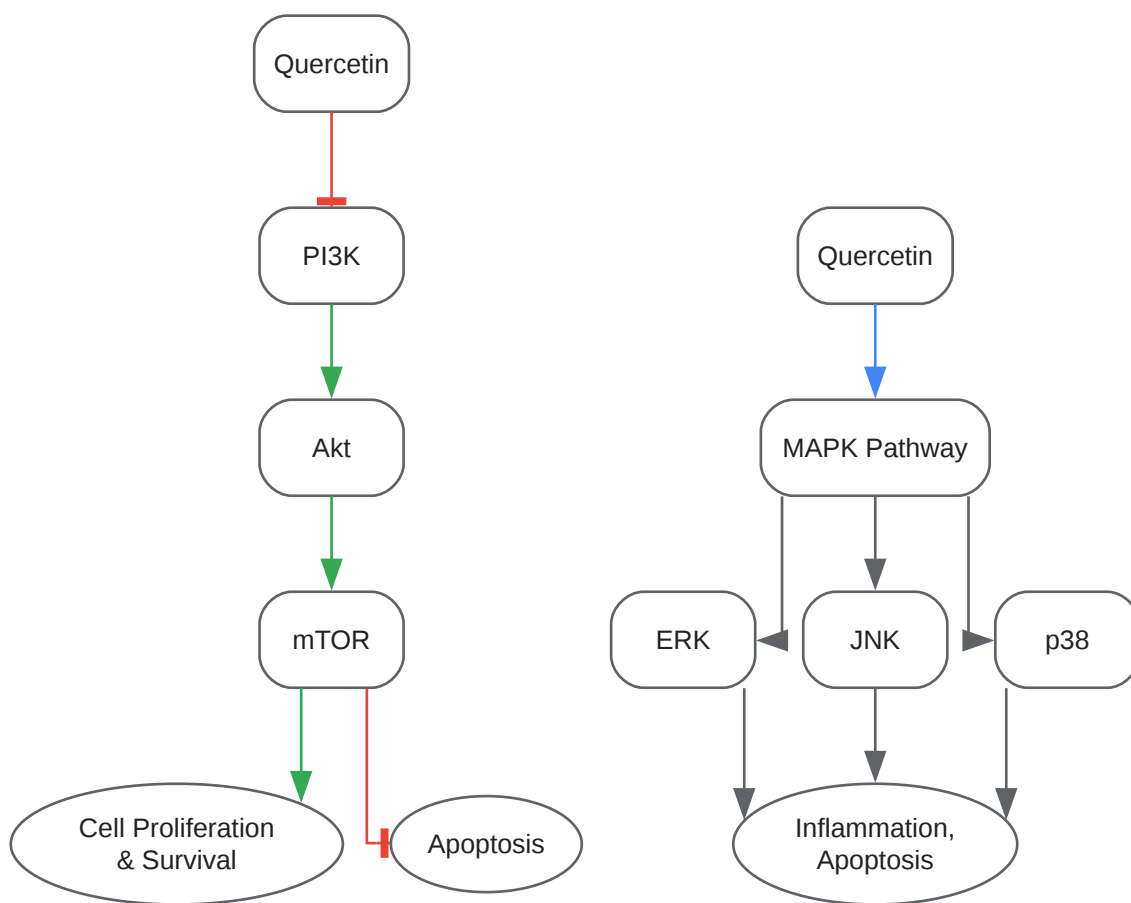 Quercetin
PI3K
Akt
mTOR
Cell Proliferation
& Survival
Apoptosis
Quercetin
MAPK Pathway
ERK
JNK
p38
Inflammation,
Apoptosis